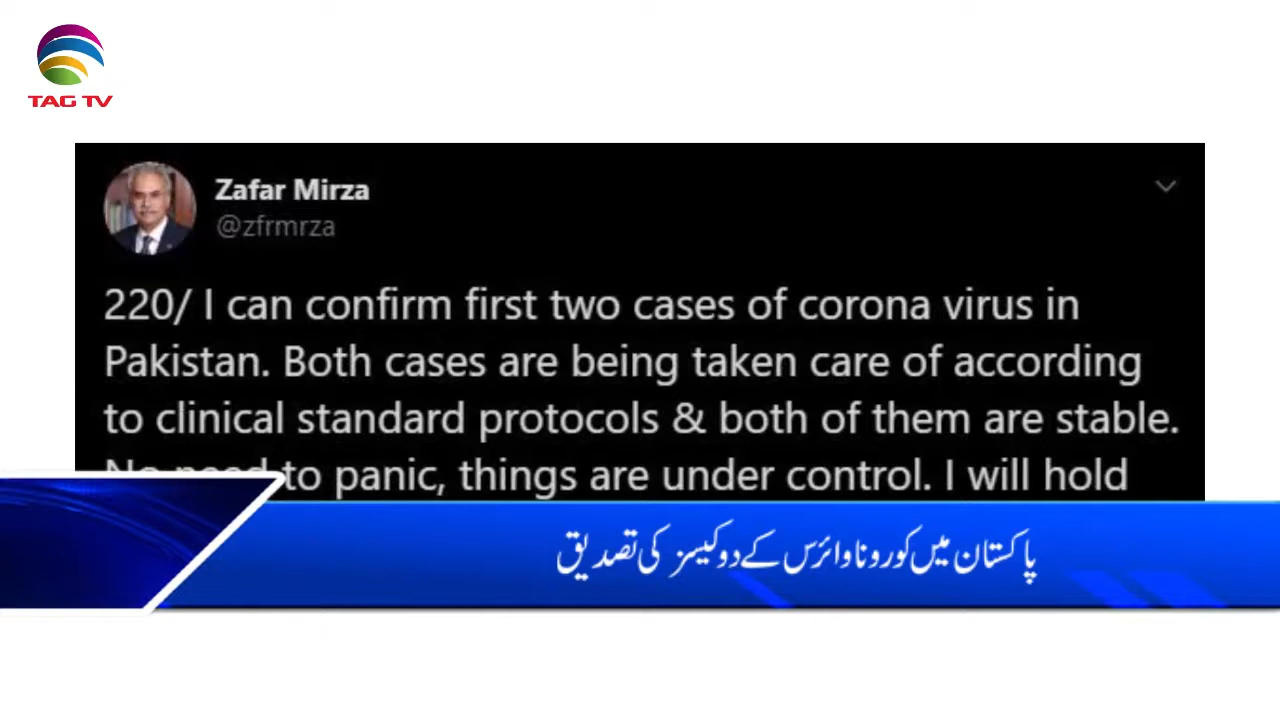 TAG TV
Zafar Mirza
@zfrmrza
220/ I can confirm first two cases of corona virus in
Pakistan. Both cases are being taken care of according
to clinical standard protocols & both of them are stable.
No need to panic, things are under control. I will hold
پاکستان میں کورونا وائرس کے دو کیسز کی تصدیق